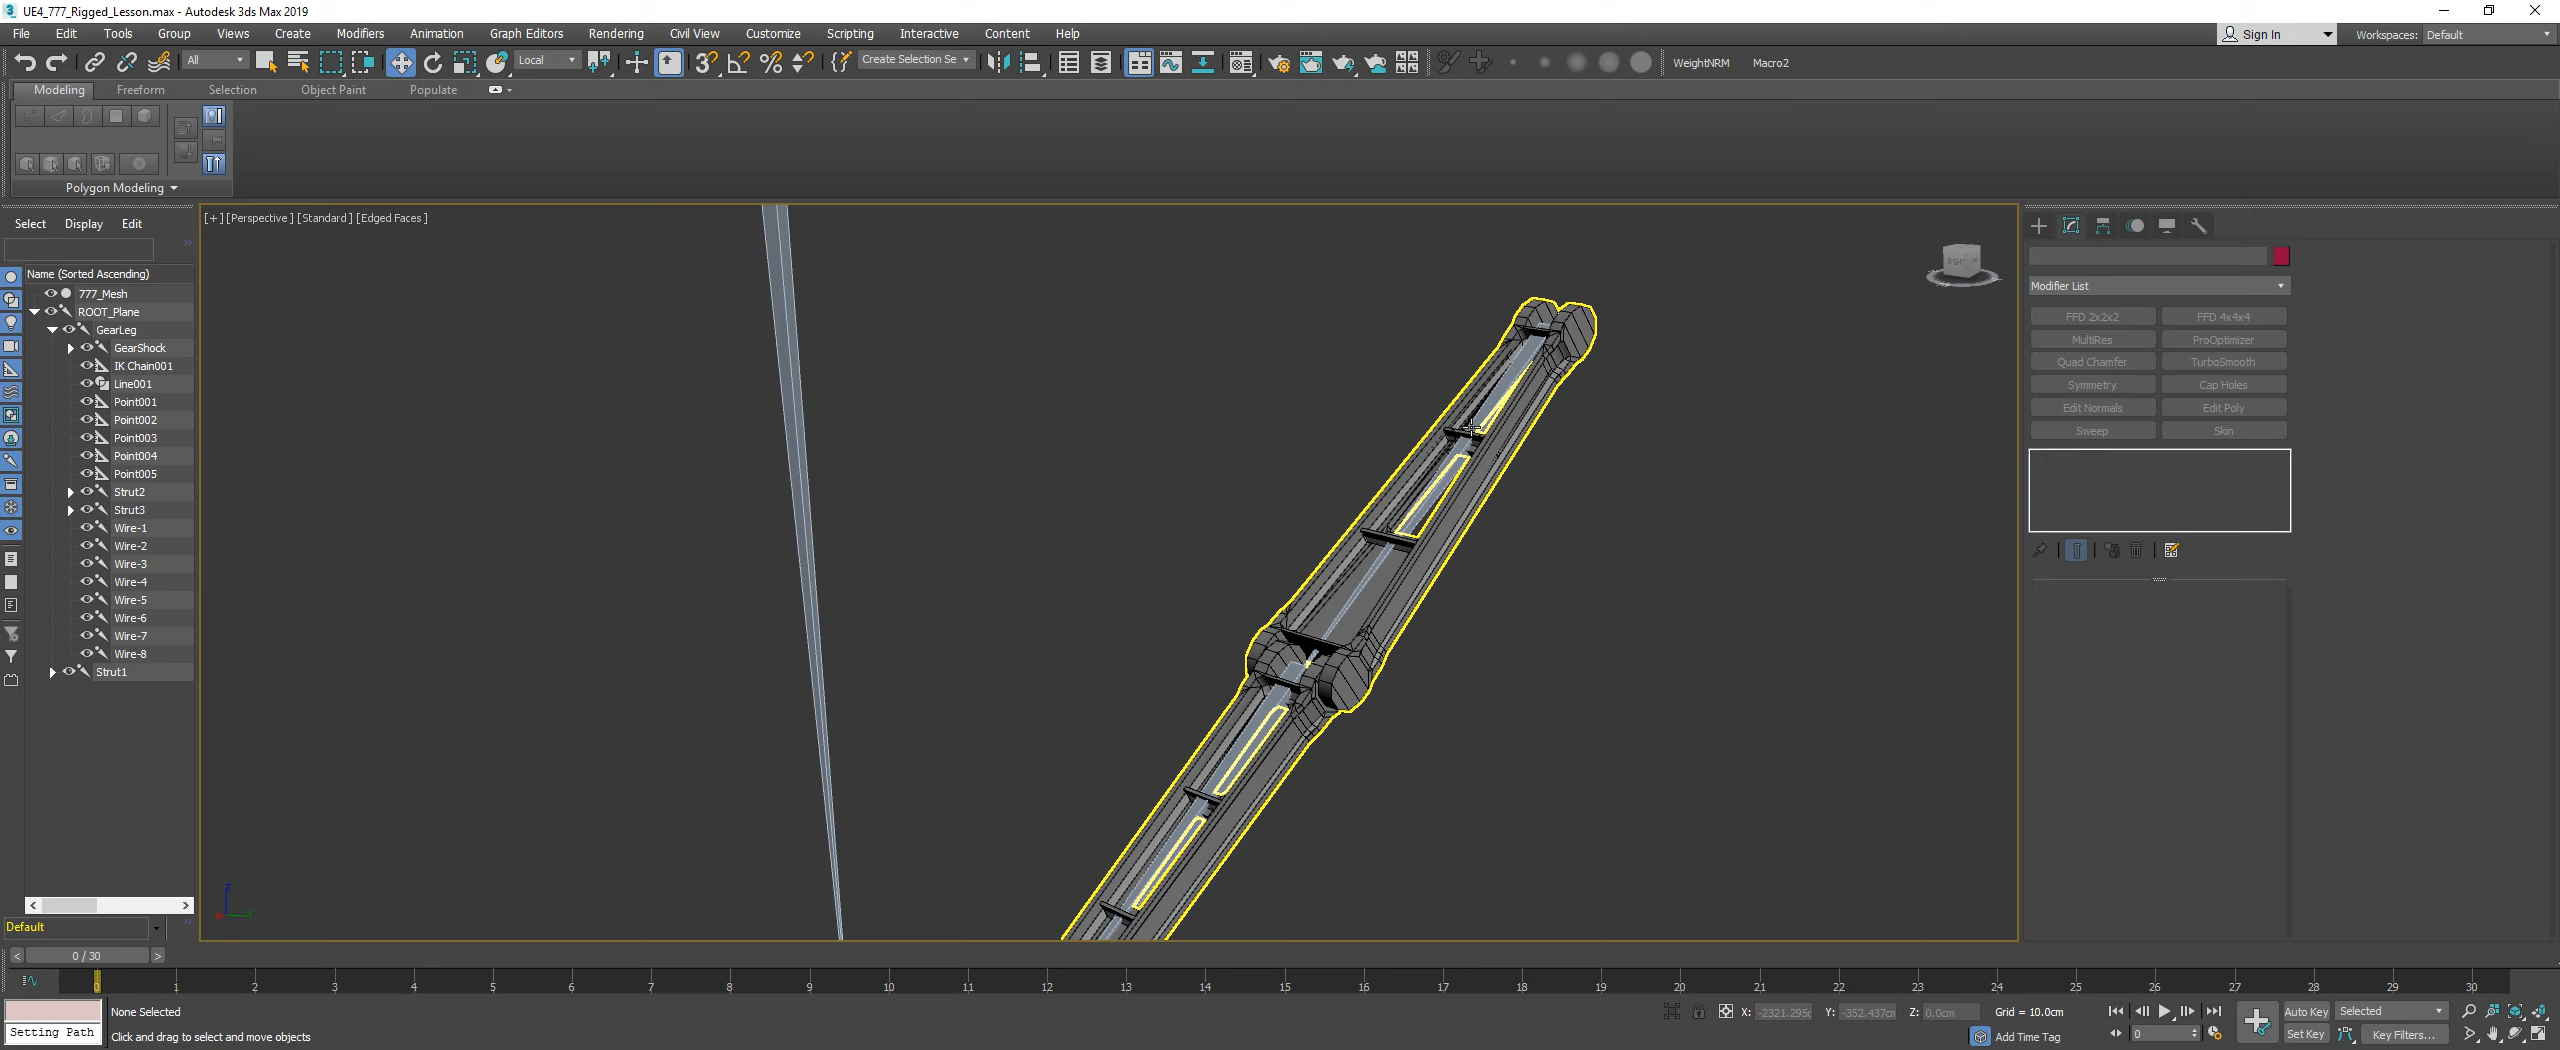 UE4_777_Rigged_Lesson.max - Autodesk 3ds Max 2019
File Edit Tools Group Views Create Modifiers Animation Graph Editors Rendering Civil View Customize Scripting Interactive Content Help
Sign In Workspaces: Default
All Local Create Selection Se WeightNRM Macro2
Modeling Freeform Selection Object Paint Populate
Polygon Modeling
Select Display Edit
[+] [Perspective] [Standard] [Edged Faces]
Name (Sorted Ascending)
777_Mesh
ROOT_Plane
GearLeg
GearShock
IK Chain001
Line001
Point001
Point002
Point003
Point004
Point005
Strut2
Strut3
Wire-1
Wire-2
Wire-3
Wire-4
Wire-5
Wire-6
Wire-7
Wire-8
Strut1
Default
Modifier List
FFD 2x2x2 FFD 4x4x4
MultiRes ProOptimizer
Quad Chamfer TurboSmooth
Symmetry Cap Holes
Edit Normals Edit Poly
Sweep Skin
0 / 30
0 1 2 3 4 5 6 7 8 9 10 11 12 13 14 15 16 17 18 19 20 21 22 23 24 25 26 27 28 29 30
None Selected
Setting Path
Click and drag to select and move objects
X: -2321.295c Y: -352.437cn Z: 0.0cm Grid = 10.0cm
Add Time Tag
Auto Key Selected
0 Set Key Key Filters...